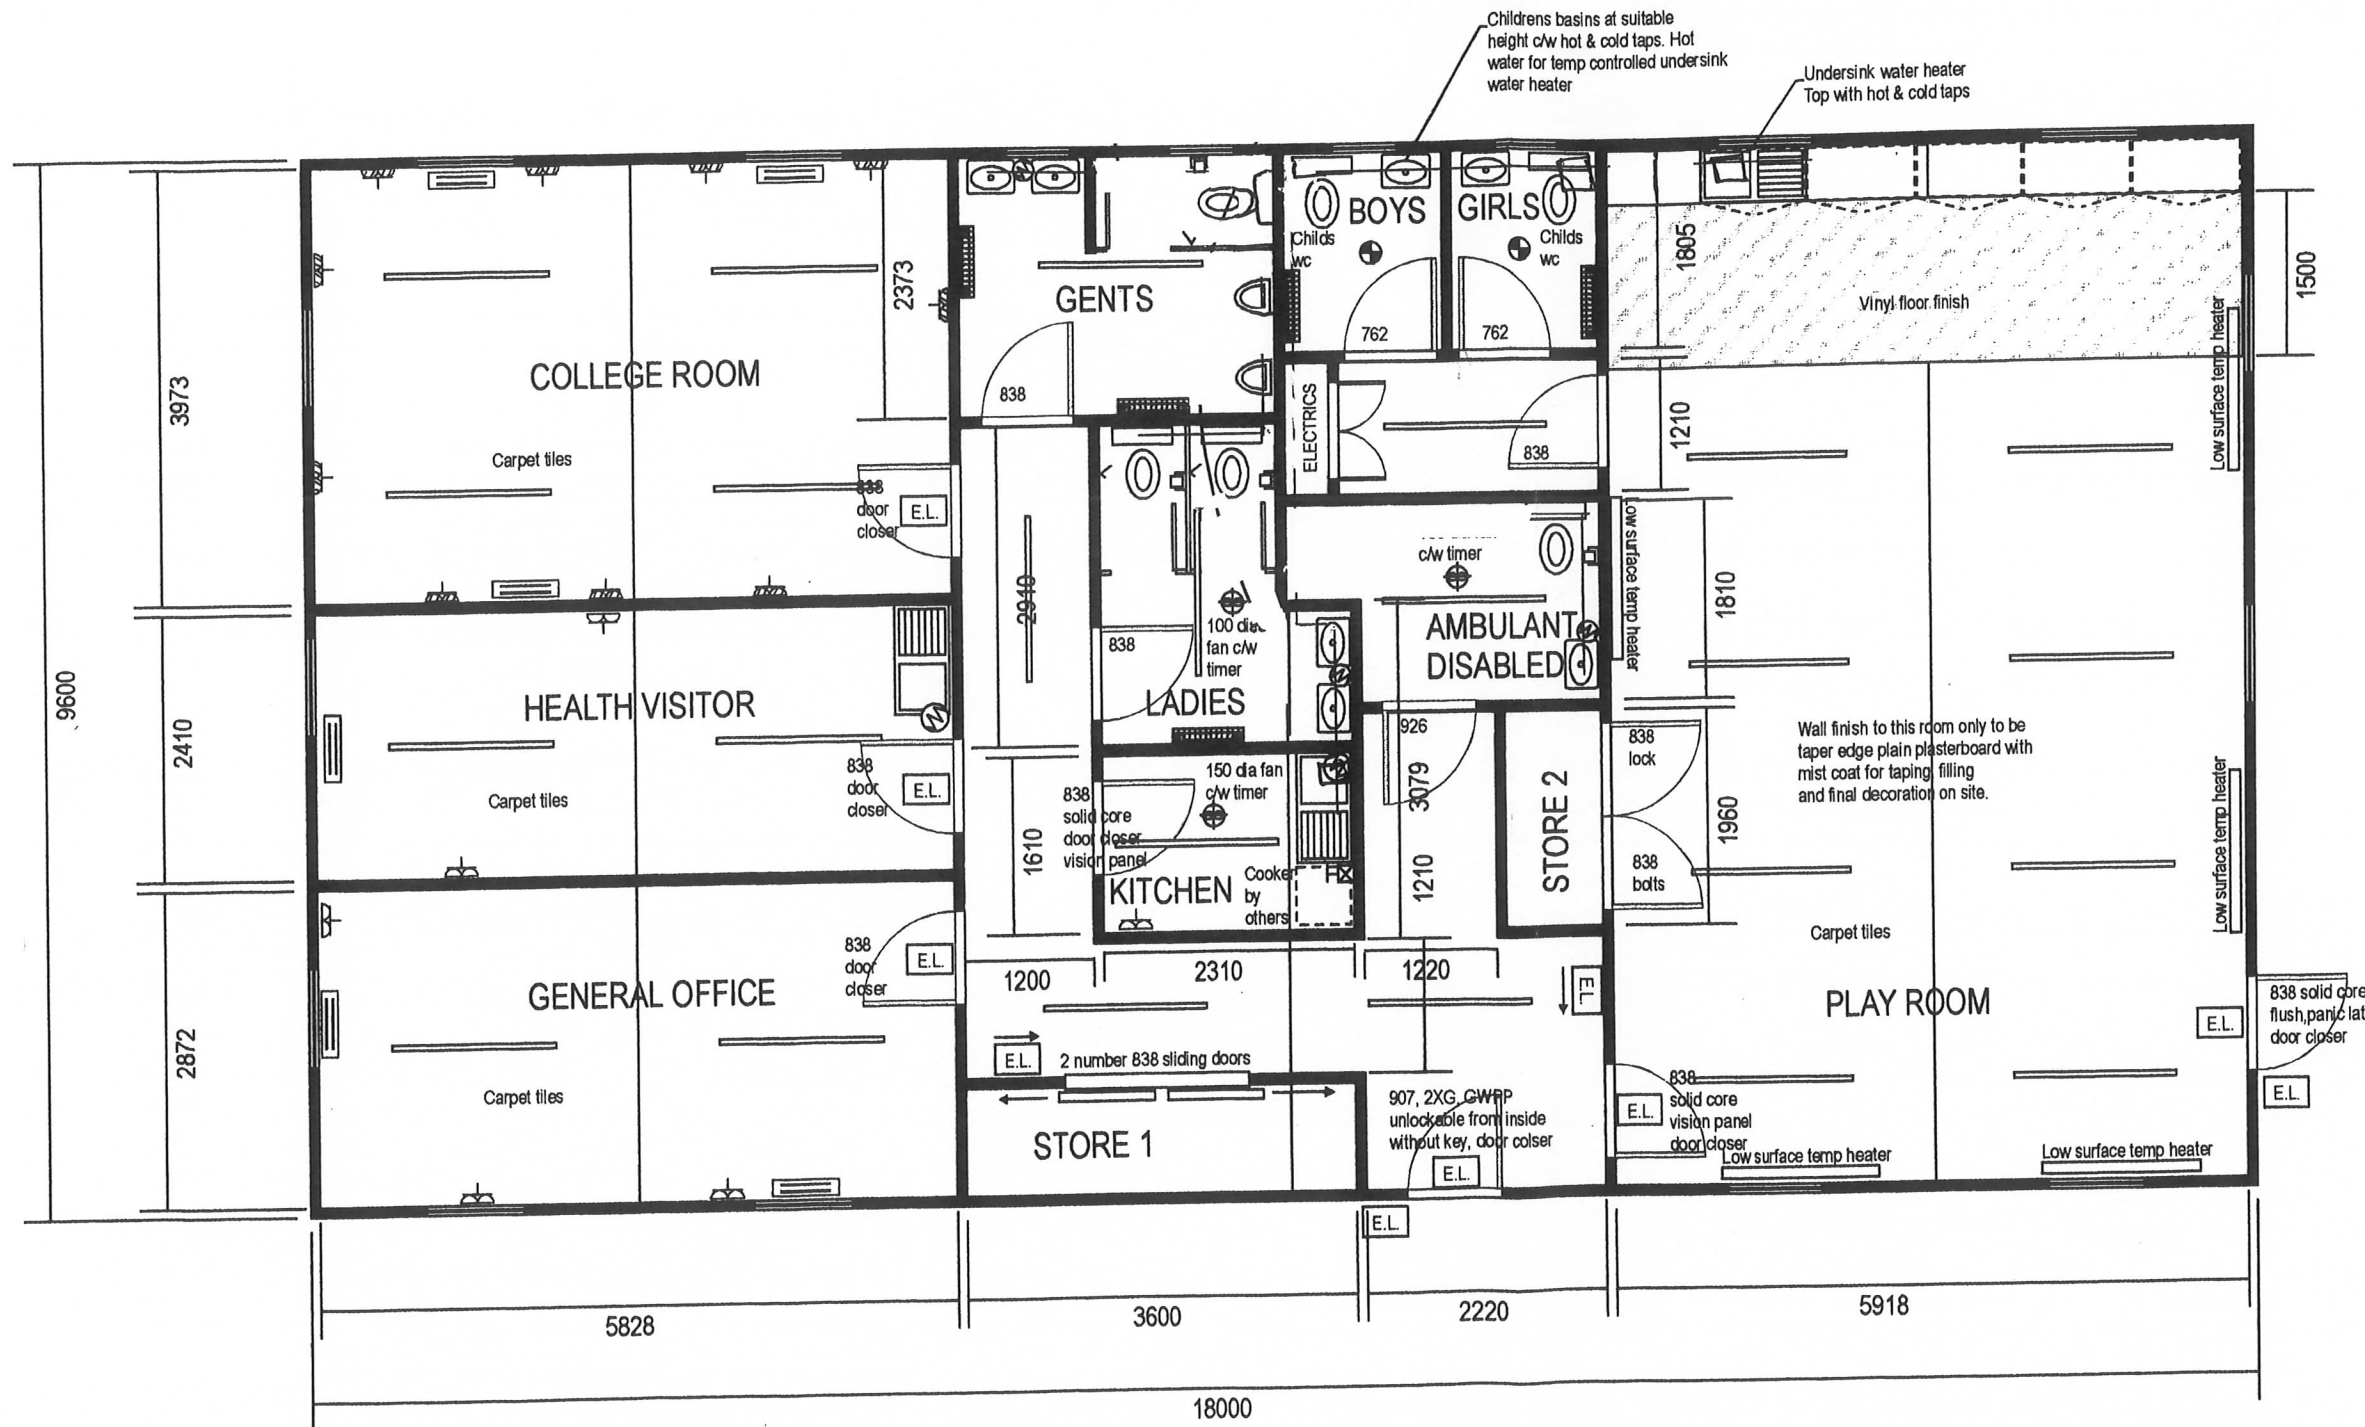 Childrens basins at suitable
height c/w hot & cold taps. Hot
water for temp controlled undersink
water heater
Undersink water heater
Top with hot & cold taps
BOYS
Childs
wc
762
GIRLS
Childs
wc
762
1805
1500
Vinyl floor finish
Low surface temp heater
2373
GENTS
838
COLLEGE ROOM
Carpet tiles
838
door
closer
E.L.
3973
9600
2410
2872
ELECTRICS
838
1210
Low surface temp heater
1810
c/w timer
AMBULANT
DISABLED
2910
838
100 dia
fan c/w
timer
LADIES
HEALTH VISITOR
Carpet tiles
838
door
closer
E.L.
1610
838
solid core
door closer
vision panel
150 dia fan
c/w timer
KITCHEN
Cooker
by
others
926
3079
1210
STORE 2
838
lock
838
bolts
1960
Wall finish to this room only to be
taper edge plain plasterboard with
mist coat for taping, filling
and final decoration on site.
Low surface temp heater
Carpet tiles
PLAY ROOM
GENERAL OFFICE
Carpet tiles
838
door
closer
E.L.
1200
2310
1220
E.L.
E.L.
2 number 838 sliding doors
STORE 1
907, 2XG, GWPP
unlockable from inside
without key, door colser
E.L.
E.L.
E.L.
838
solid core
vision panel
door closer
Low surface temp heater
Low surface temp heater
E.L.
838 solid core
flush,panic lat
door closer
E.L.
5828
3600
2220
5918
18000